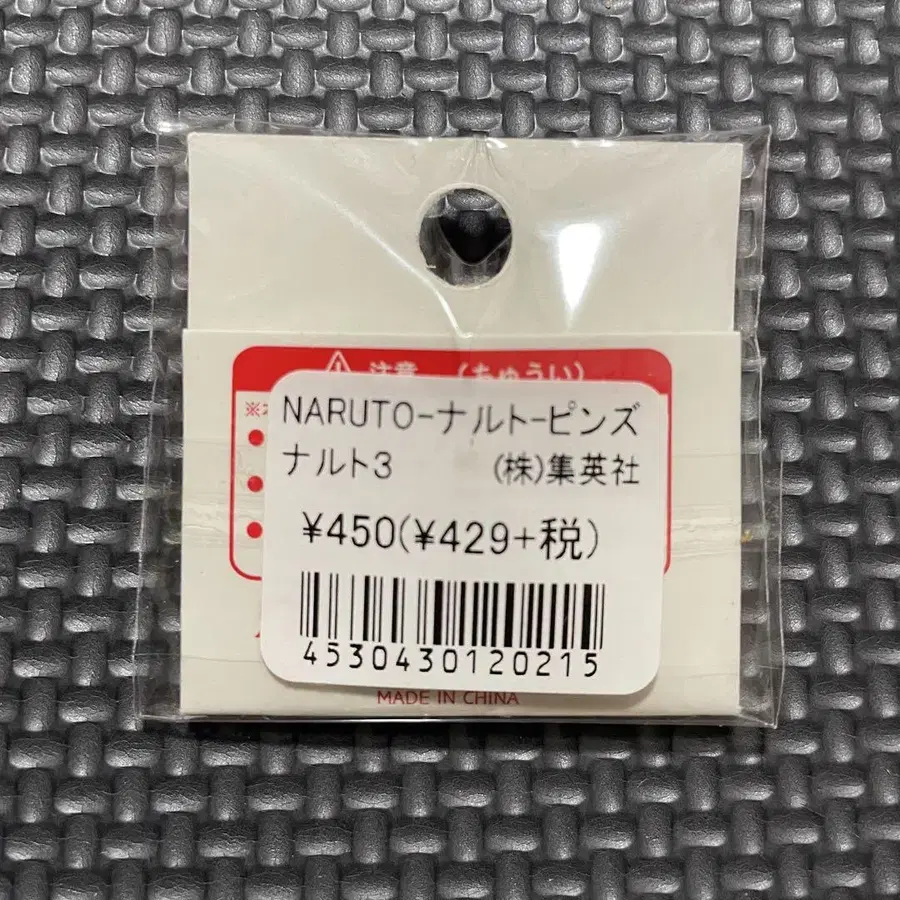 注意 (ちゅうい)
※
NARUTO-ナルト-ピンズ
ナルト3 (株)集英社
¥450(¥429+税)
4530430120215
MADE IN CHINA